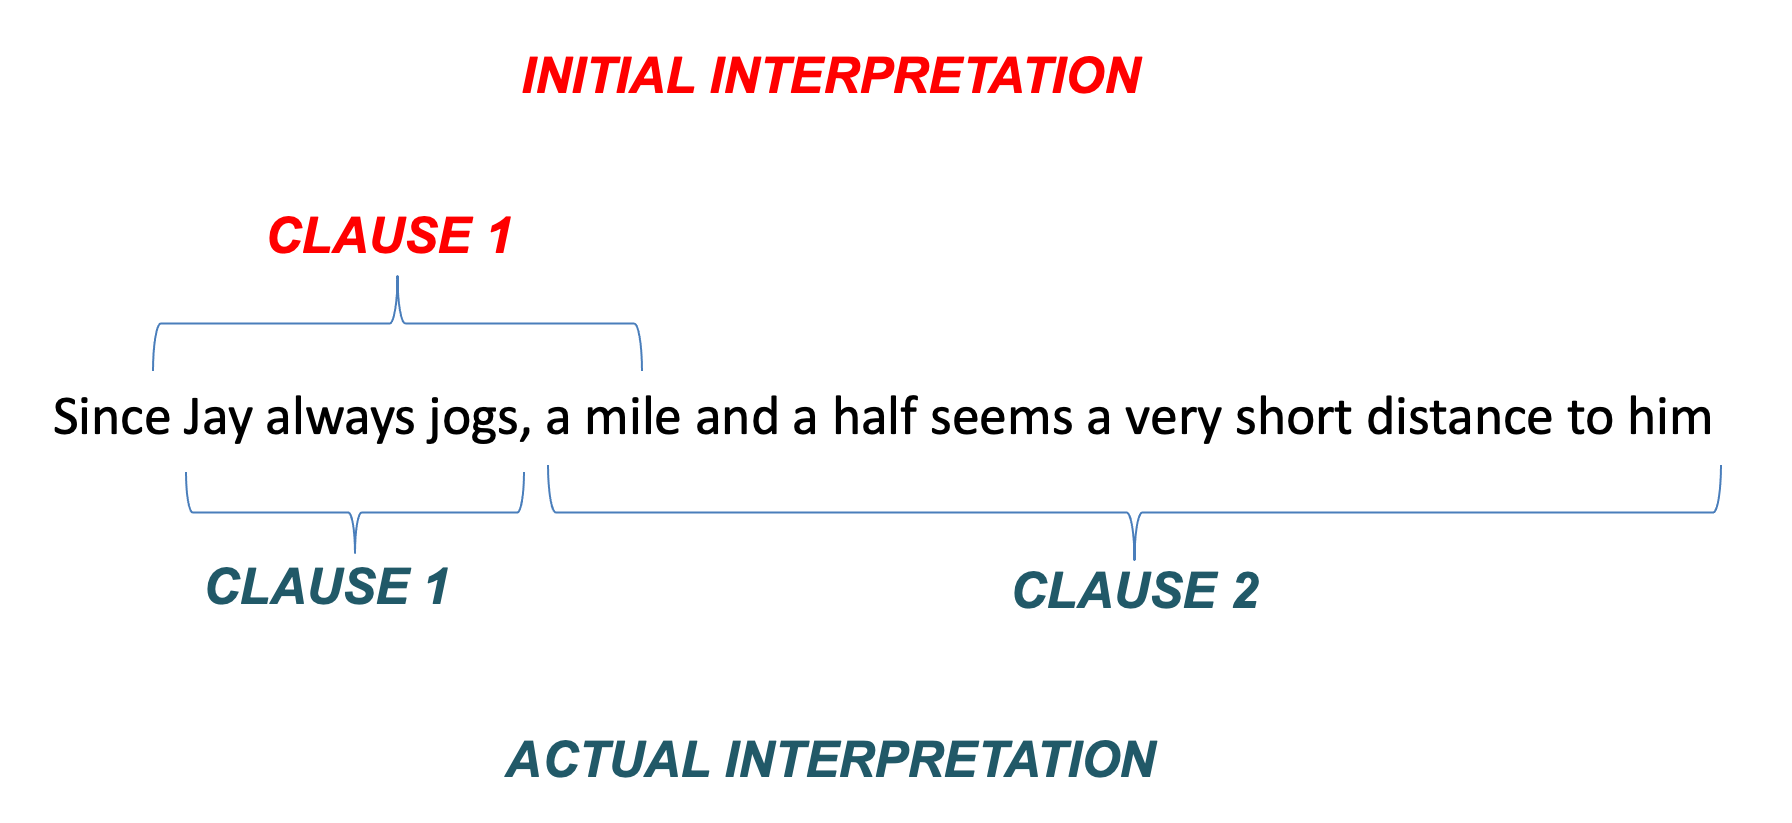 INITIAL INTERPRETATION
CLAUSE 1
Since Jay always jogs, a mile and a half seems a very short distance to him
CLAUSE 1
CLAUSE 2
ACTUAL INTERPRETATION